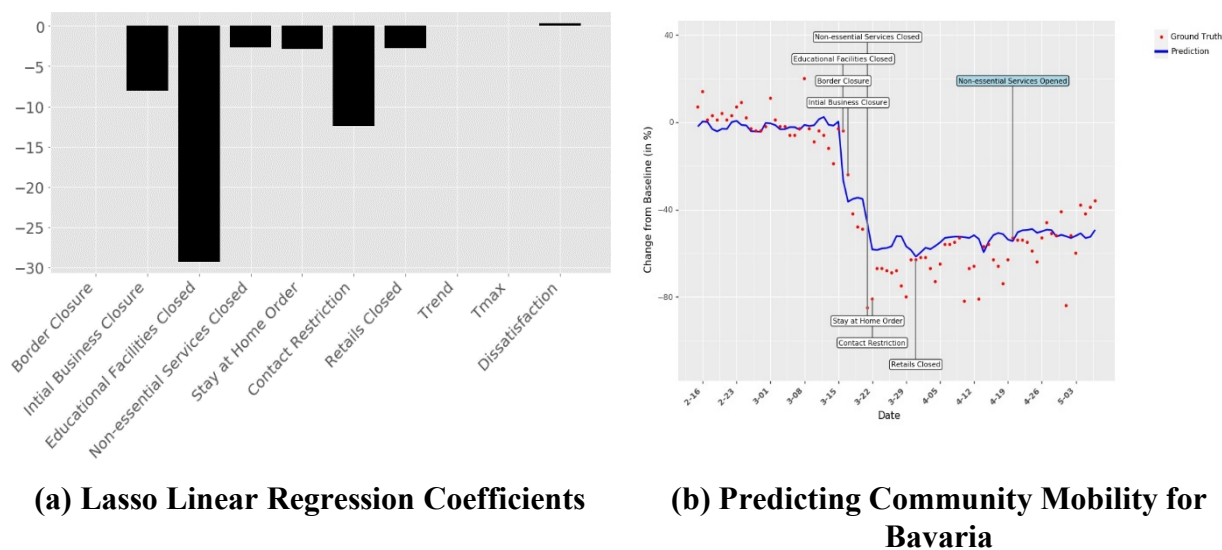 0
−5
−10
−15
−20
−25
−30
Border Closure
Intial Business Closure
Educational Facilities Closed
Non-essential Services Closed
Stay at Home Order
Contact Restriction
Retails Closed
Trend
Tmax
Dissatisfaction
(a) Lasso Linear Regression Coefficients
40
0
−40
−80
Change from Baseline (in %)
Non-essential Services Closed
Educational Facilities Closed
Border Closure
Intial Business Closure
Non-essential Services Opened
Stay at Home Order
Contact Restriction
Retails Closed
2-16
2-23
3-01
3-08
3-15
3-22
3-29
4-05
4-12
4-19
4-26
5-03
Date
Ground Truth
Prediction
(b) Predicting Community Mobility for
Bavaria